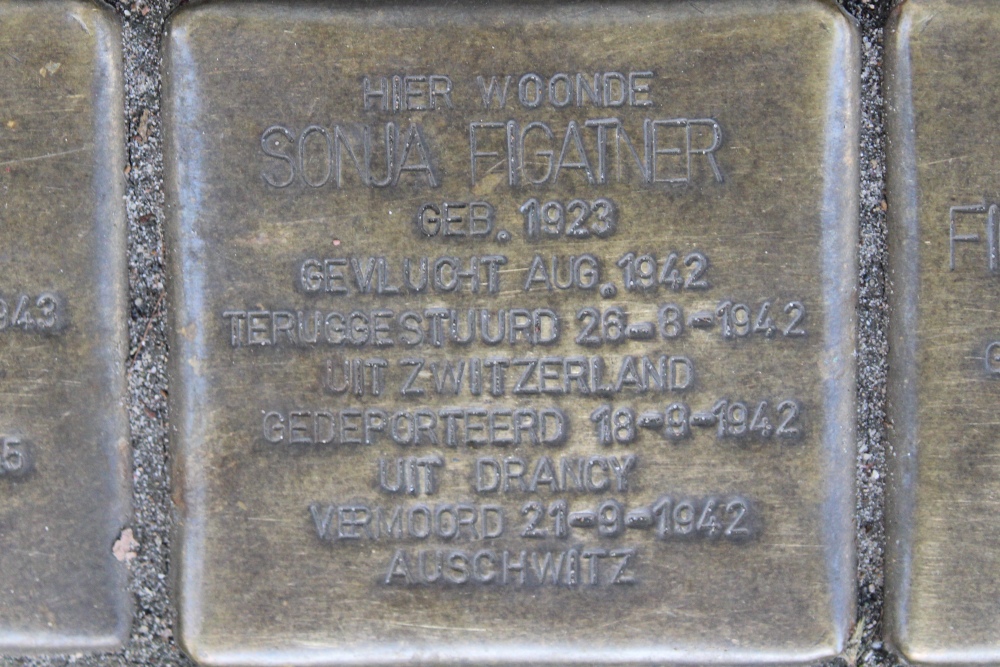 HIER WOONDE
SONJA FIGATNER
GEB. 1923
GEVLUCHT AUG. 1942
TERUGGESTUURD 26-8-1942
UIT ZWITZERLAND
GEDEPORTEERD 18-9-1942
UIT DRANCY
VERMOORD 21-9-1942
AUSCHWITZ